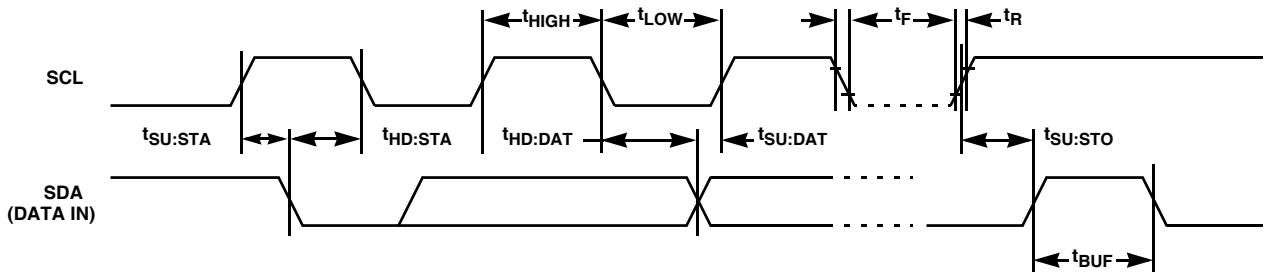 tHIGH tLOW tF tR
SCL
tSU:STA tHD:STA tHD:DAT tSU:DAT tSU:STO
SDA
(DATA IN)
tBUF